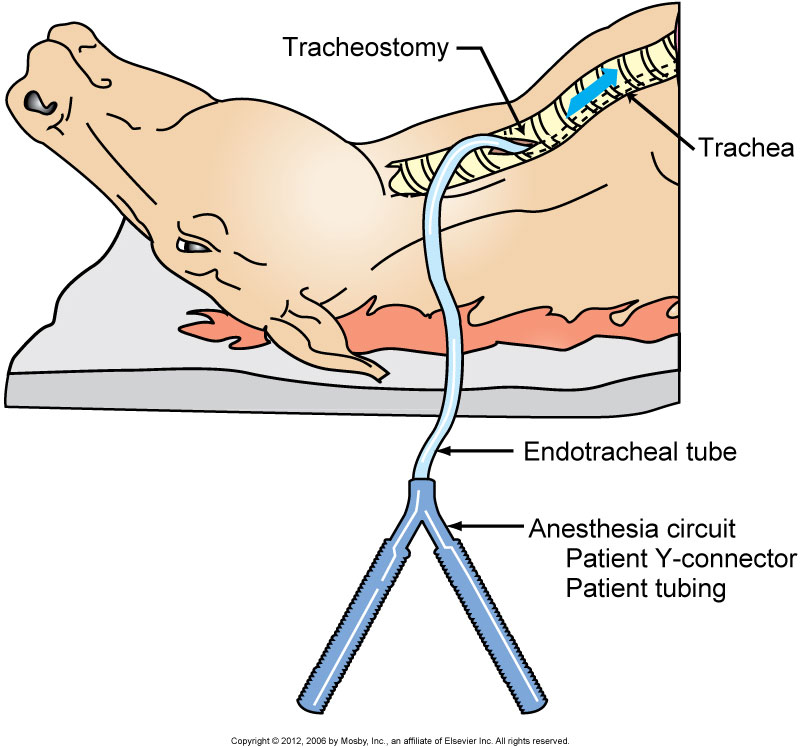 Tracheostomy
Trachea
Endotracheal tube
Anesthesia circuit
Patient Y-connector
Patient tubing
Copyright © 2012, 2006 by Mosby, Inc., an affiliate of Elsevier Inc. All rights reserved.